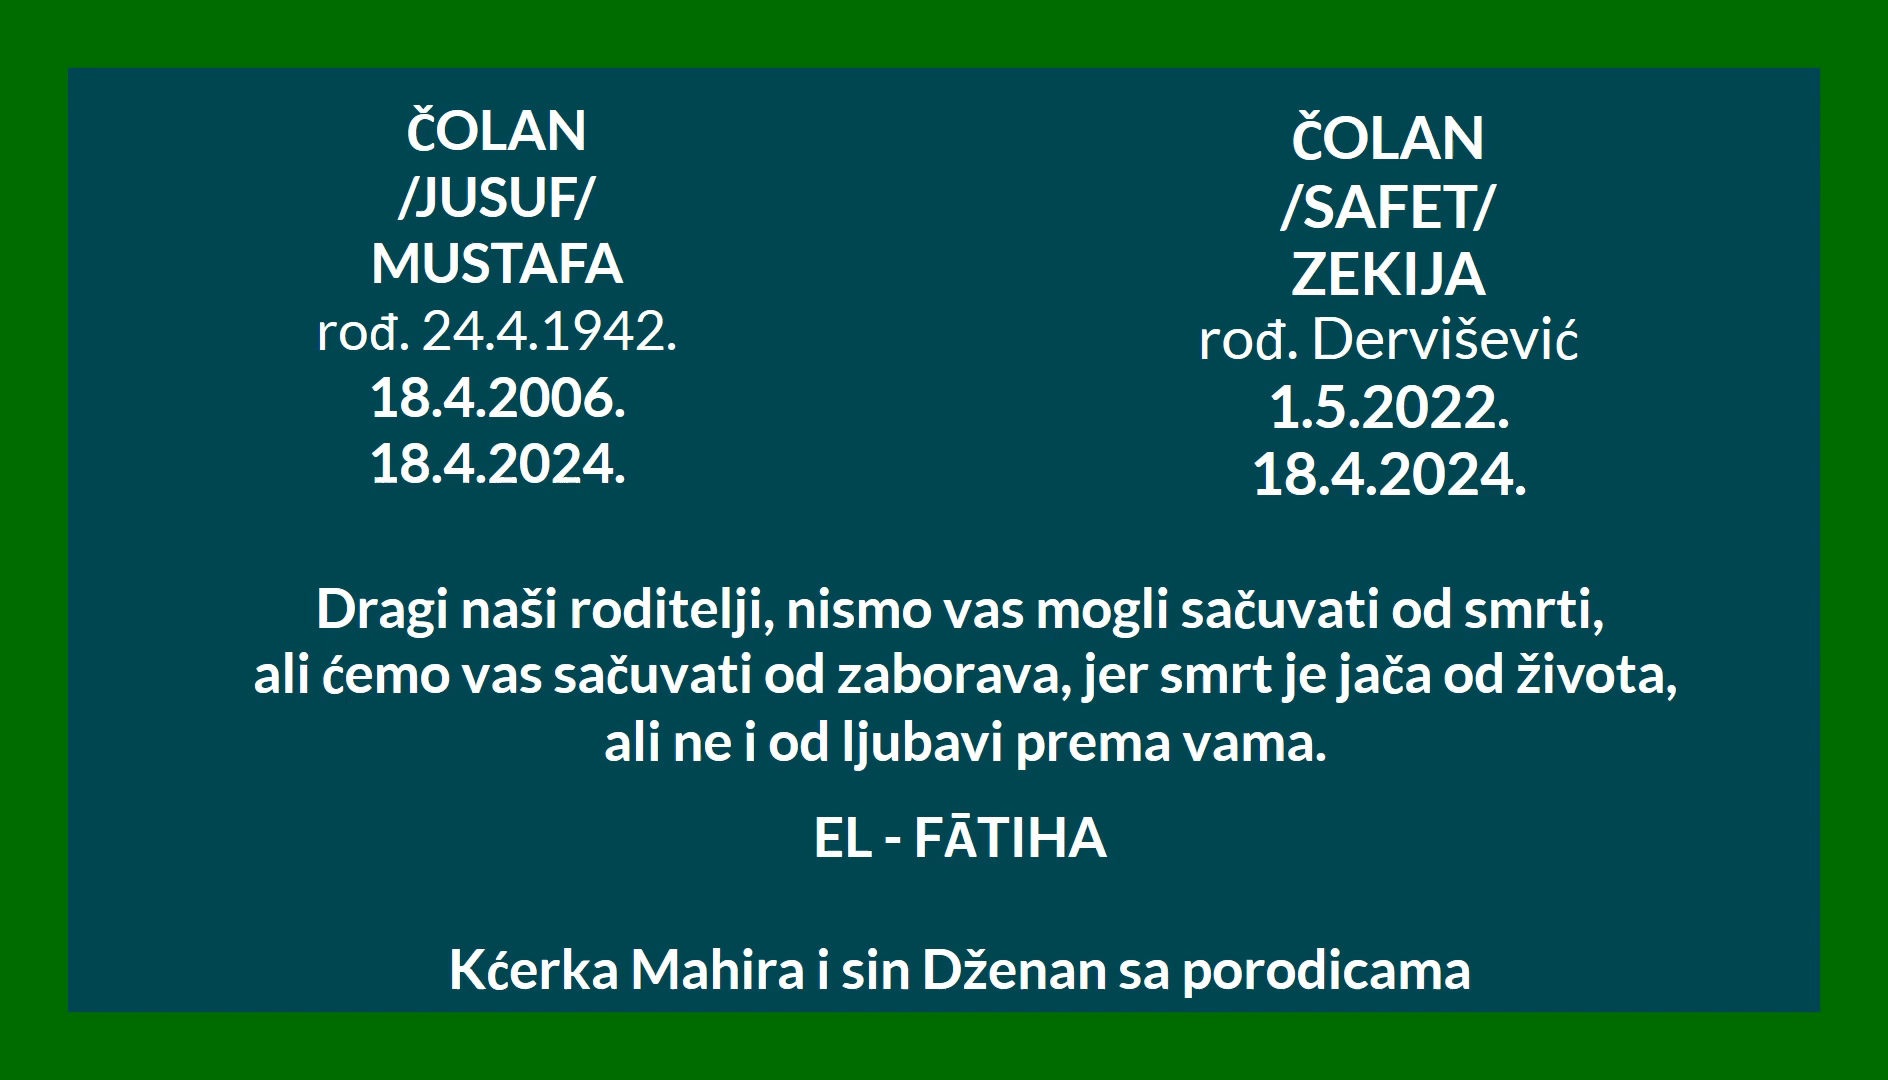 ČOLAN
/JUSUF/
MUSTAFA
rođ. 24.4.1942.
18.4.2006.
18.4.2024.
ČOLAN
/SAFET/
ZEKIJA
rođ. Dervišević
1.5.2022.
18.4.2024.
Dragi naši roditelji, nismo vas mogli sačuvati od smrti,
ali ćemo vas sačuvati od zaborava, jer smrt je jača od života,
ali ne i od ljubavi prema vama.
EL - FĀTIHA
Kćerka Mahira i sin Dženan sa porodicama